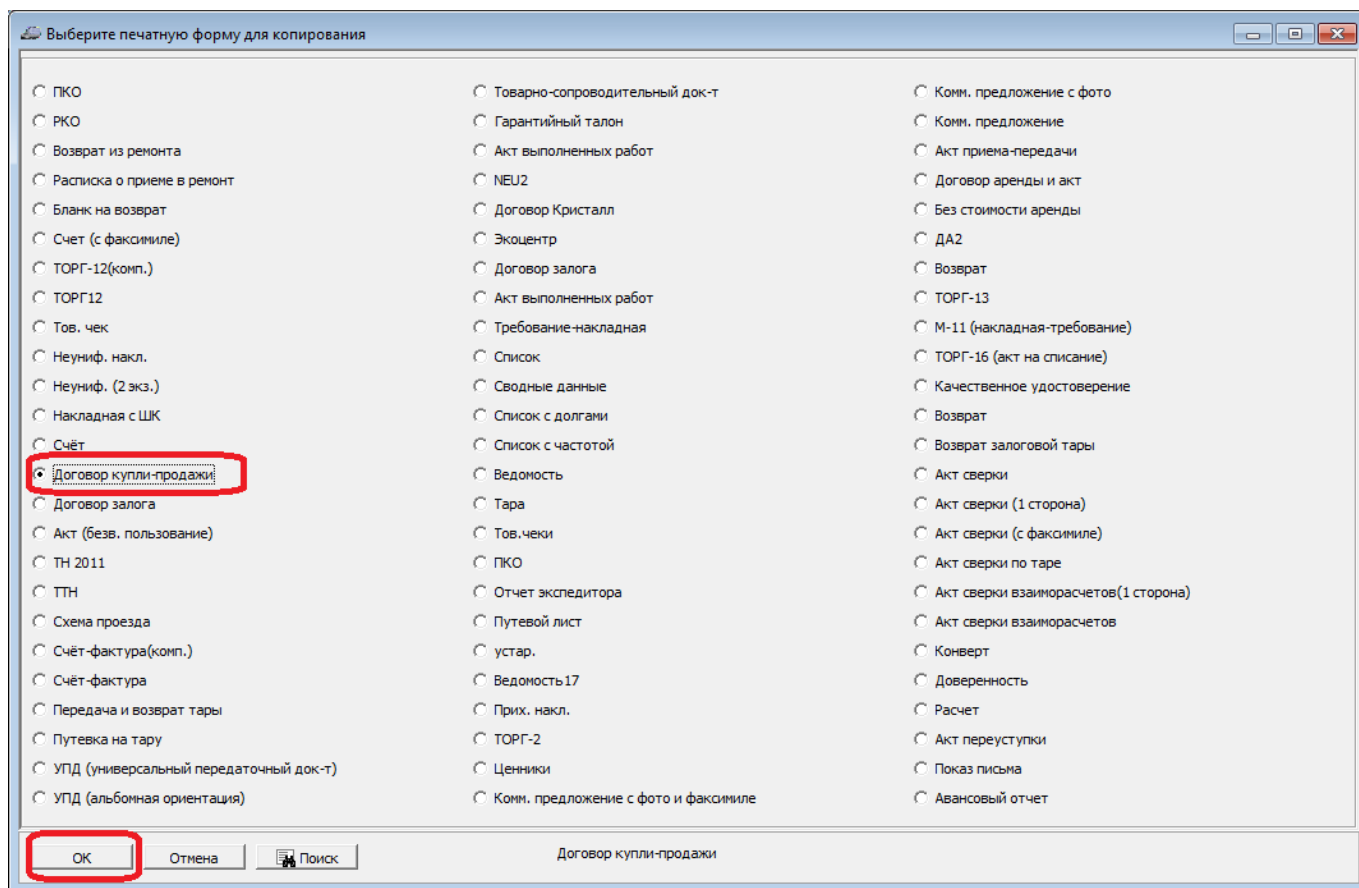 Выберите печатную форму для копирования
ПКО
РКО
Возврат из ремонта
Расписка о приеме в ремонт
Бланк на возврат
Счет (с факсимиле)
ТОРГ-12(комп.)
ТОРГ12
Тов. чек
Неуниф. накл.
Неуниф. (2 экз.)
Накладная с ШК
Счёт
Договор купли-продажи
Договор залога
Акт (безв. пользование)
ТН 2011
ТТН
Схема проезда
Счёт-фактура(комп.)
Счёт-фактура
Передача и возврат тары
Путевка на тару
УПД (универсальный передаточный док-т)
УПД (альбомная ориентация)
Товарно-сопроводительный док-т
Гарантийный талон
Акт выполненных работ
NEU2
Договор Кристалл
Экоцентр
Договор залога
Акт выполненных работ
Требование-накладная
Список
Сводные данные
Список с долгами
Список с частотой
Ведомость
Тара
Тов.чеки
ПКО
Отчет экспедитора
Путевой лист
устар.
Ведомость17
Прих. накл.
ТОРГ-2
Ценники
Комм. предложение с фото и факсимиле
Комм. предложение с фото
Комм. предложение
Акт приема-передачи
Договор аренды и акт
Без стоимости аренды
ДА2
Возврат
ТОРГ-13
М-11 (накладная-требование)
ТОРГ-16 (акт на списание)
Качественное удостоверение
Возврат
Возврат залоговой тары
Акт сверки
Акт сверки (1 сторона)
Акт сверки (с факсимиле)
Акт сверки по таре
Акт сверки взаиморасчетов(1 сторона)
Акт сверки взаиморасчетов
Конверт
Доверенность
Расчет
Акт переуступки
Показ письма
Авансовый отчет
ОК
Отмена
Поиск
Договор купли-продажи